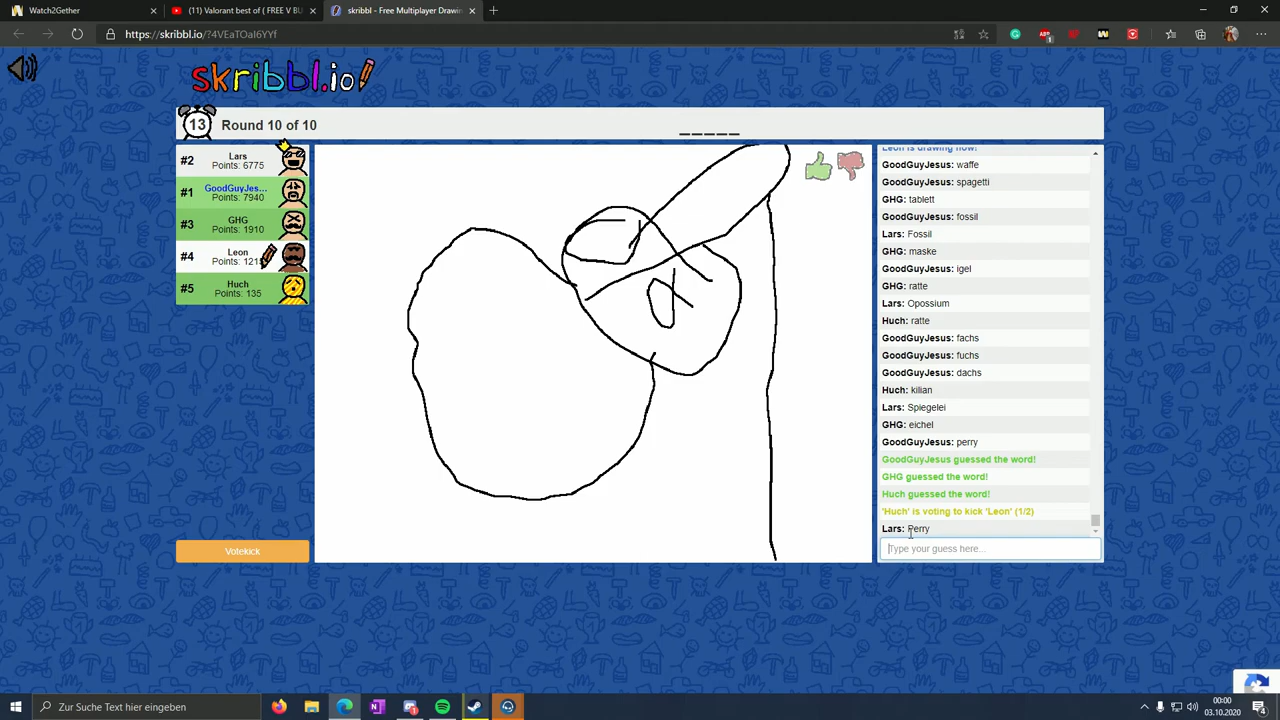 Watch2Gether
(11) Valorant best of ( FREE V BU
skribbl - Free Multiplayer Drawin
https://skribbl.io/?4VEaTOaI6YYf
skribbl.io
13
Round 10 of 10
_____
#2
Lars
Points: 6775
#1
GoodGuyJes...
Points: 7940
#3
GHG
Points: 1910
#4
Leon
#5
Huch
Points: 135
Votekick
Leon is drawing now!
GoodGuyJesus: waffe
GoodGuyJesus: spagetti
GHG: tablett
GoodGuyJesus: fossil
Lars: Fossil
GHG: maske
GoodGuyJesus: igel
GHG: ratte
Lars: Opossium
Huch: ratte
GoodGuyJesus: fachs
GoodGuyJesus: fuchs
GoodGuyJesus: dachs
Huch: kilian
Lars: Spiegelei
GHG: eichel
GoodGuyJesus: perry
GoodGuyJesus guessed the word!
GHG guessed the word!
Huch guessed the word!
'Huch' is voting to kick 'Leon' (1/2)
Lars: Perry
Type your guess here...
Zur Suche Text hier eingeben
00:00
03.10.2020